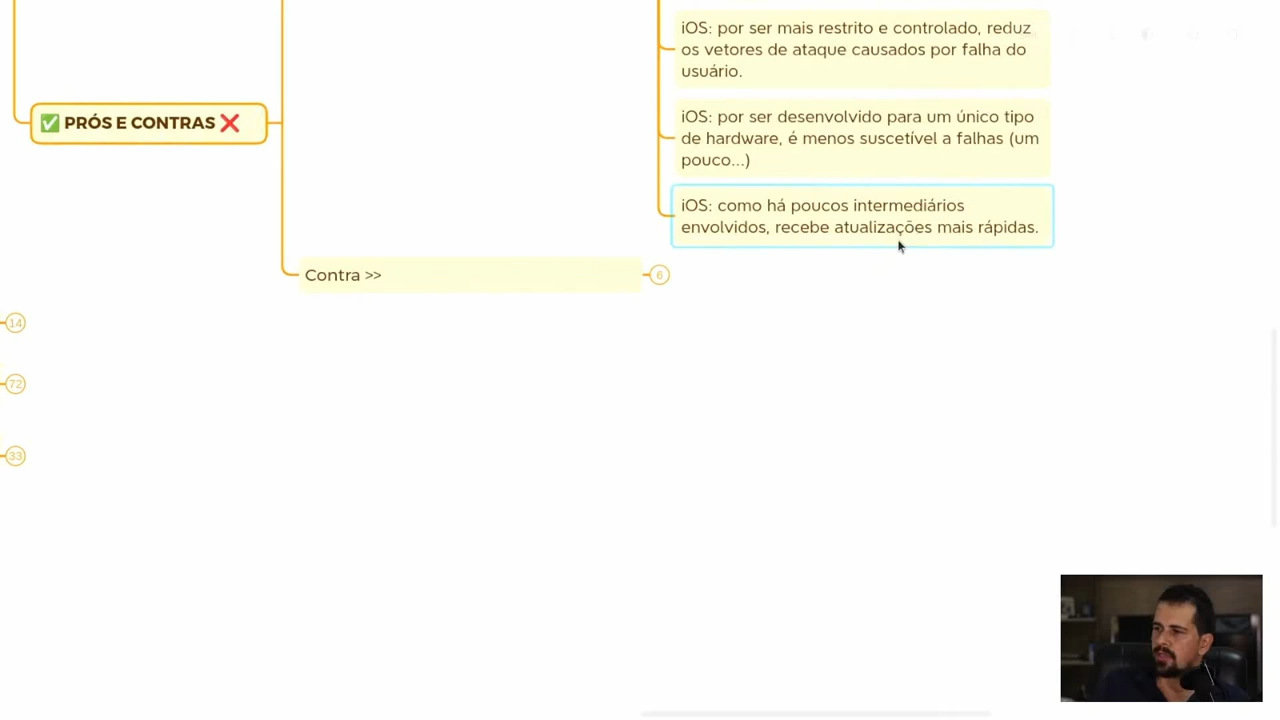 iOS: por ser mais restrito e controlado, reduz
os vetores de ataque causados por falha do
usuário.
✅ PRÓS E CONTRAS ❌
iOS: por ser desenvolvido para um único tipo
de hardware, é menos suscetível a falhas (um
pouco...)
iOS: como há poucos intermediários
envolvidos, recebe atualizações mais rápidas.
Contra >>
6
14
72
33